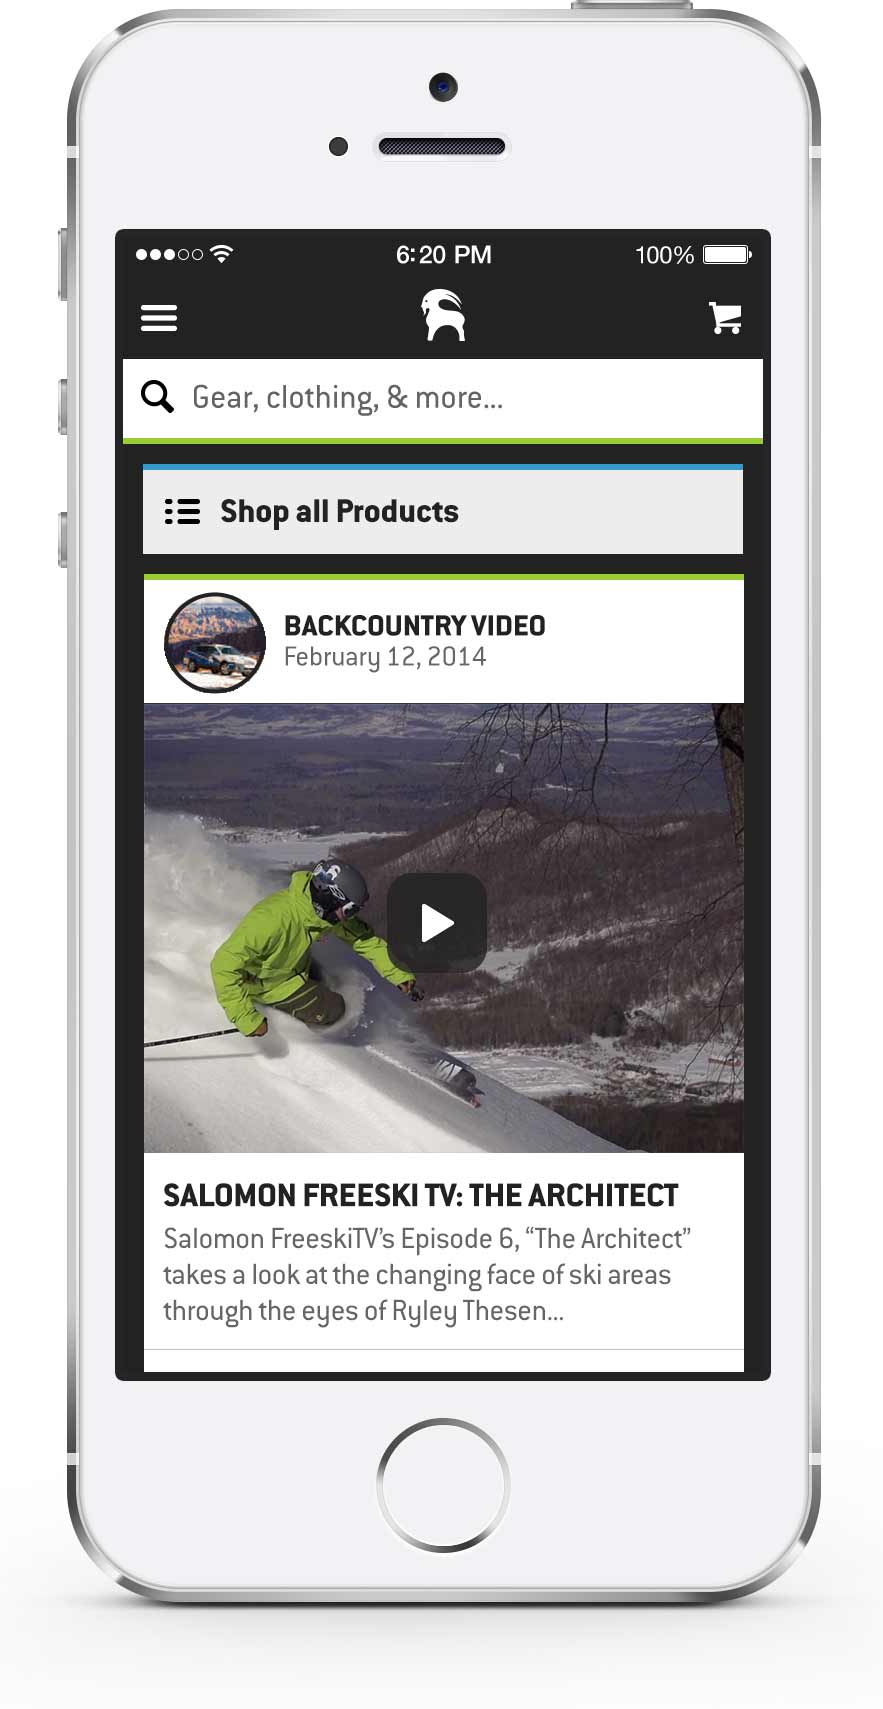 6:20 PM
100%
Gear, clothing, & more...
Shop all Products
BACKCOUNTRY VIDEO
February 12, 2014
SALOMON FREESKI TV: THE ARCHITECT
Salomon FreeskiTV’s Episode 6, “The Architect”
takes a look at the changing face of ski areas
through the eyes of Ryley Thesen...